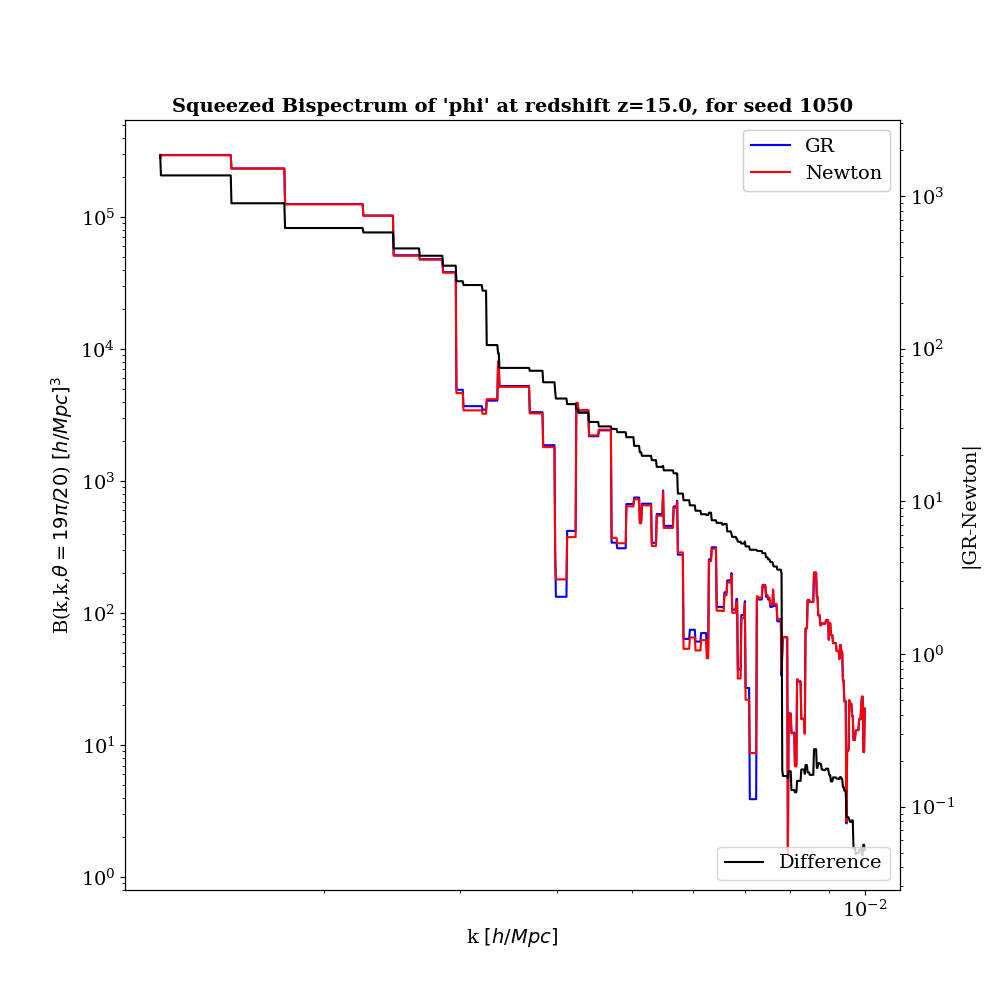 Squeezed Bispectrum of 'phi' at redshift z=15.0, for seed 1050
GR
Newton
10^5
10^4
10^3
10^2
10^1
10^0
B(k,k,θ = 19π/20) [h/Mpc]^3
10^3
10^2
10^1
10^0
10^−1
|GR-Newton|
Difference
10^−2
k [h/Mpc]